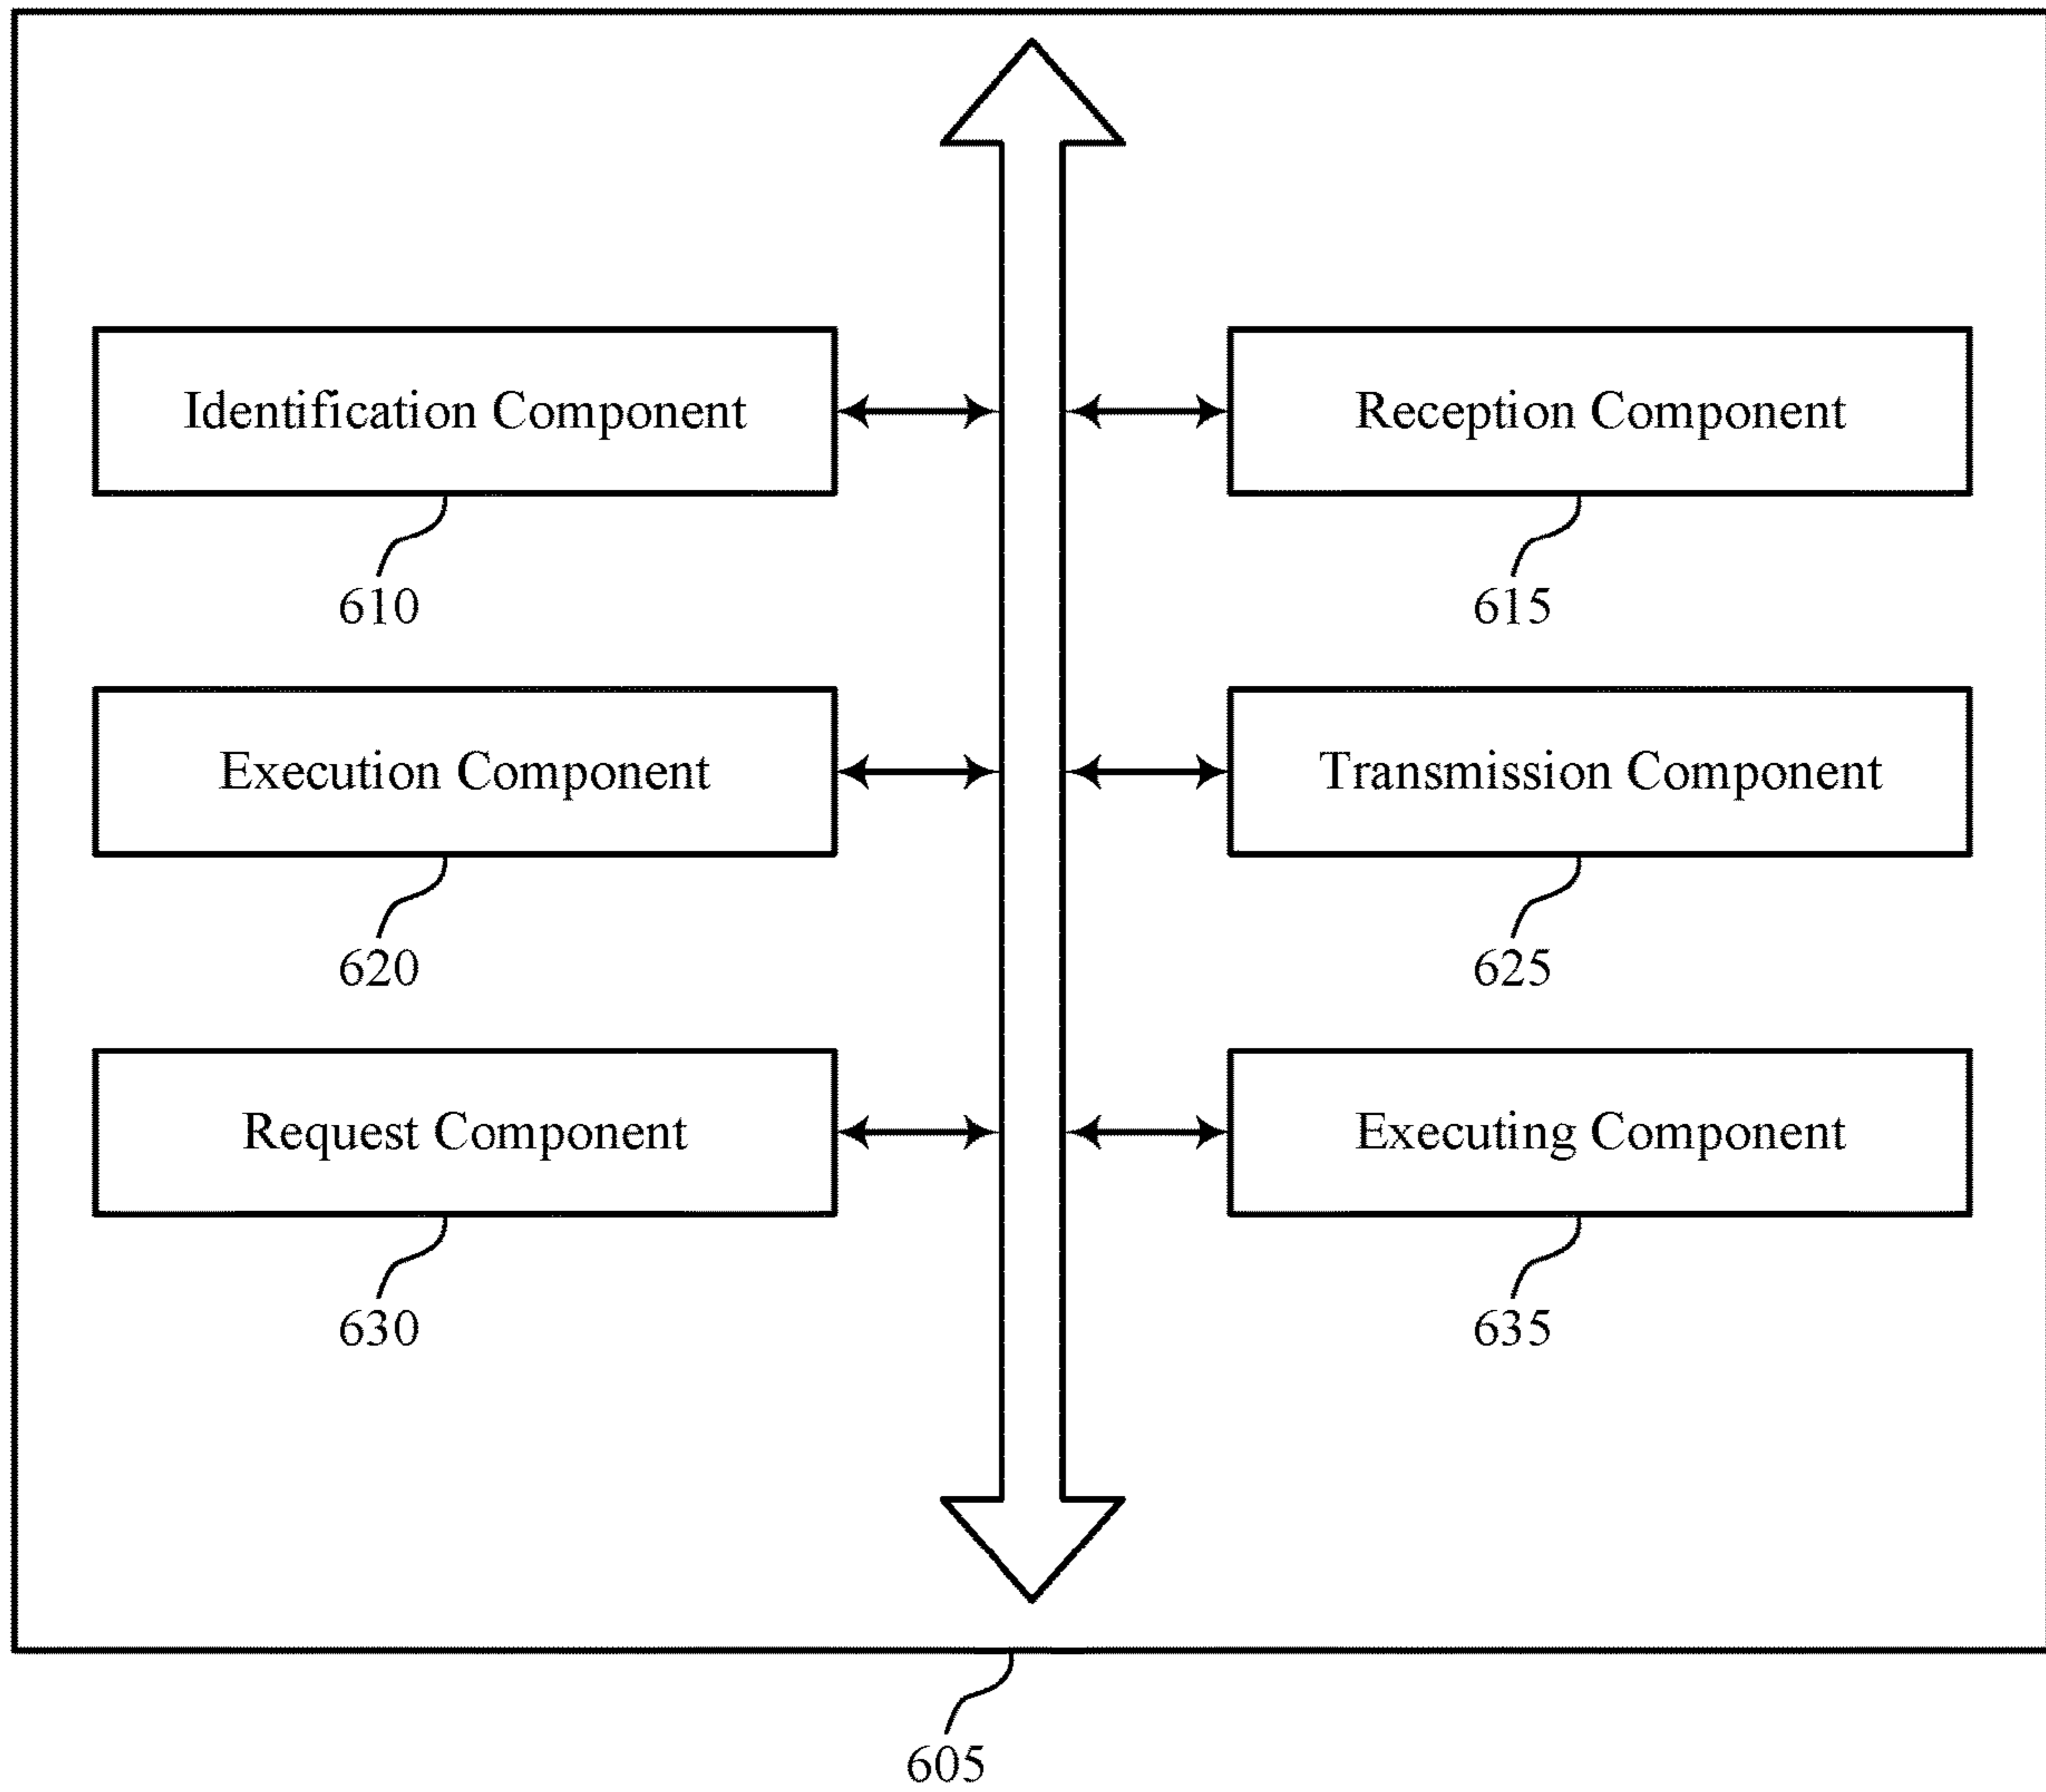 Identification Component
Reception Component
610
615
Execution Component
Transmission Component
620
625
Request Component
Executing Component
630
635
605